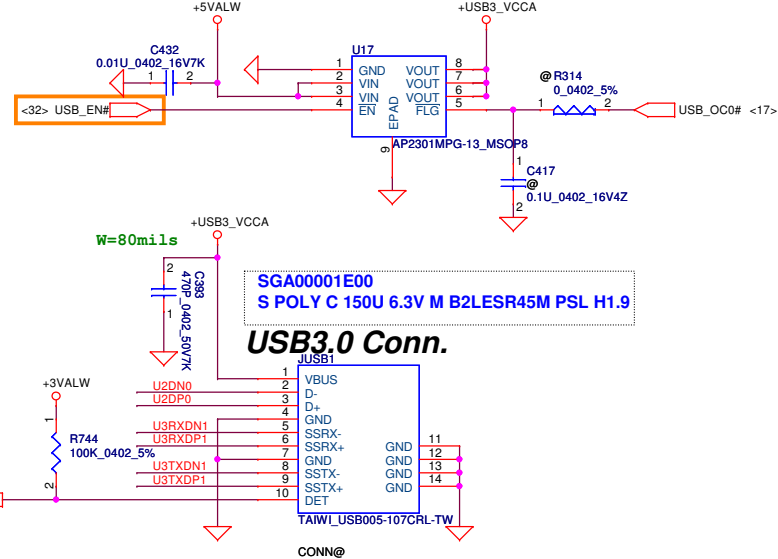 +5VALW
+USB3_VCCA
C432
0.01U_0402_16V7K
1 2
U17
1 GND VOUT 8
2 VIN VOUT 7
3 VIN VOUT 6
4 EN FLG 5
EPAD
9
AP2301MPG-13_MSOP8
<32> USB_EN#
@ R314
0_0402_5%
1 2
USB_OC0# <17>
1
C417
@
0.1U_0402_16V4Z
2
+USB3_VCCA
W=80mils
2
C393
470P_0402_50V7K
1
SGA00001E00
S POLY C 150U 6.3V M B2LESR45M PSL H1.9
USB3.0 Conn.
JUSB1
+3VALW
1
R744
100K_0402_5%
2
1 VBUS
U2DN0 2 D-
U2DP0 3 D+
4 GND
U3RXDN1 5 SSRX-
U3RXDP1 6 SSRX+
7 GND
U3TXDN1 8 SSTX-
U3TXDP1 9 SSTX+
10 DET
GND 11
GND 12
GND 13
GND 14
TAIWI_USB005-107CRL-TW
CONN@